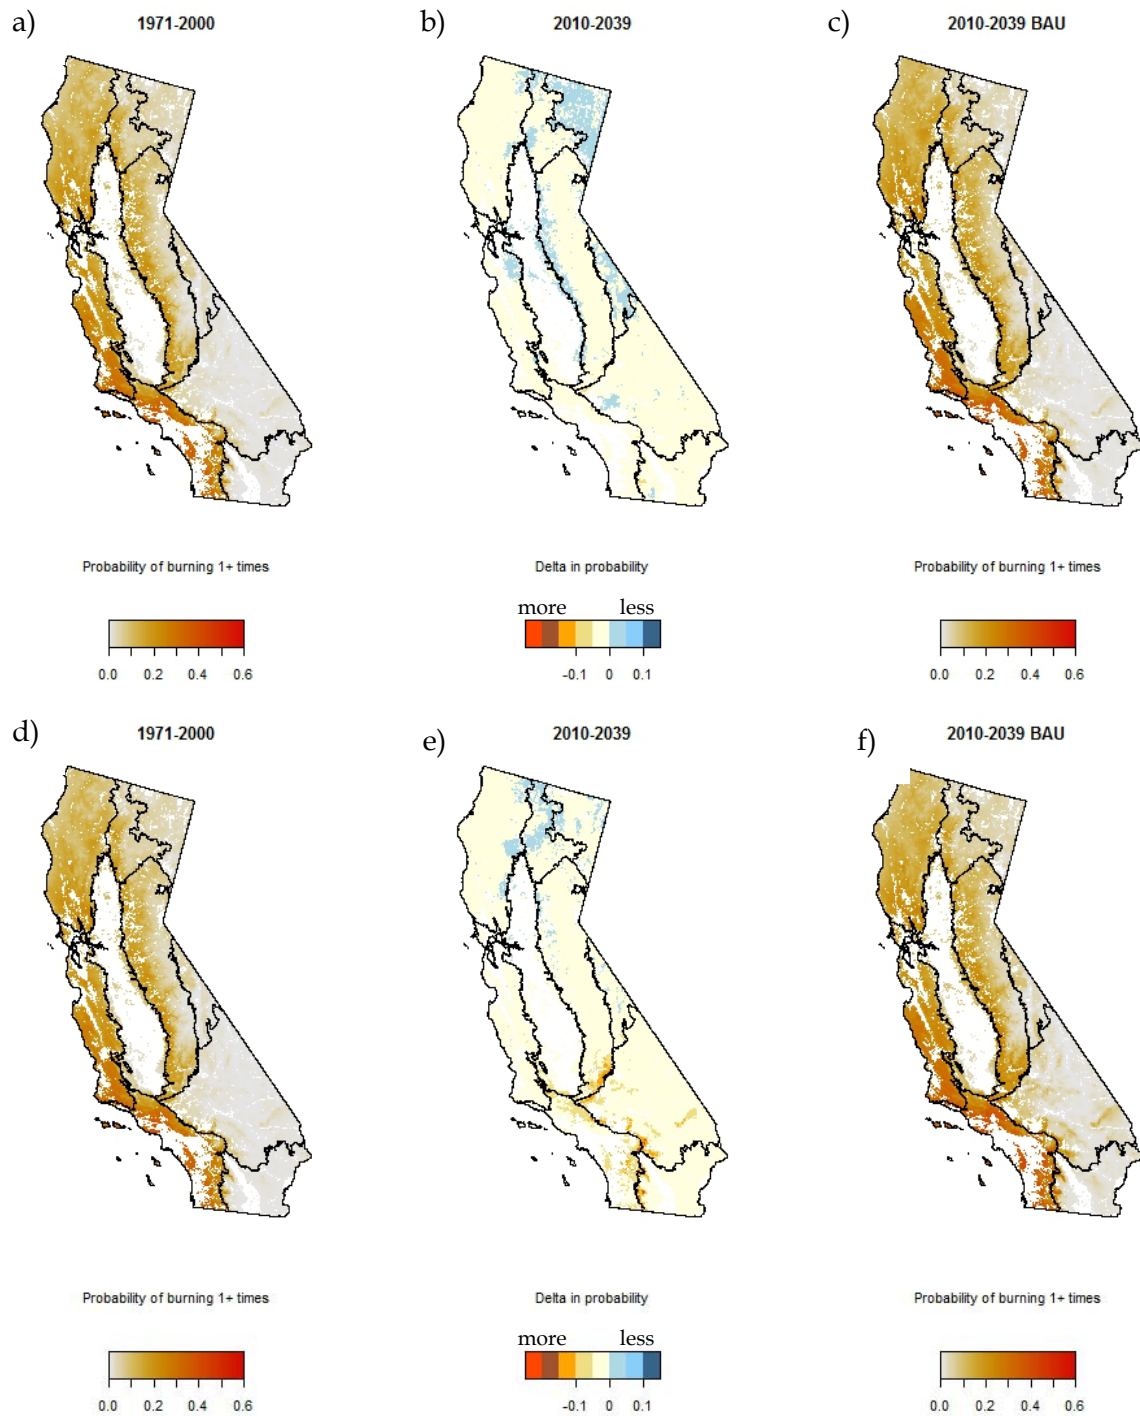 a) 1971-2000 b) 2010-2039 c) 2010-2039 BAU
Probability of burning 1+ times Delta in probability Probability of burning 1+ times
more less
0.0 0.2 0.4 0.6 -0.1 0 0.1 0.0 0.2 0.4 0.6
d) 1971-2000 e) 2010-2039 f) 2010-2039 BAU
Probability of burning 1+ times Delta in probability Probability of burning 1+ times
more less
0.0 0.2 0.4 0.6 -0.1 0 0.1 0.0 0.2 0.4 0.6